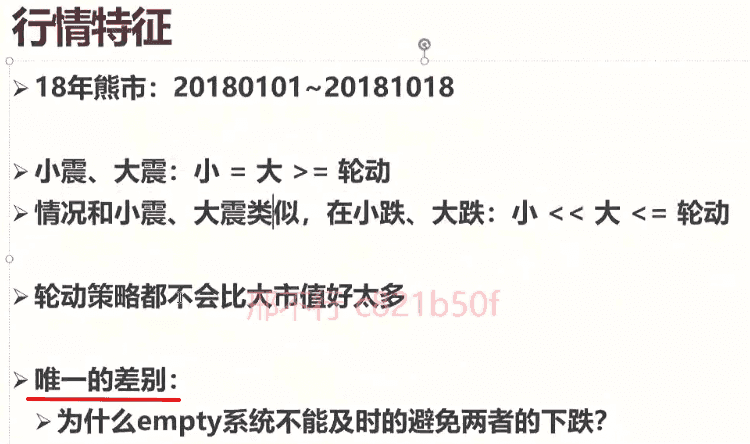 行情特征
➢18年熊市：20180101~20181018
➢小震、大震：小 = 大 >= 轮动
➢情况和小震、大震类似，在小跌、大跌：小 << 大 <= 轮动
➢轮动策略都不会比大市值好太多
➢唯一的差别：
➢为什么empty系统不能及时的避免两者的下跌？